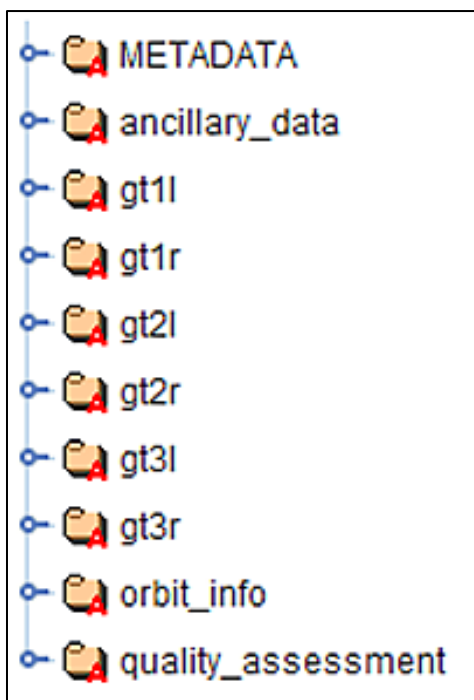 METADATA
ancillary_data
gt1l
gt1r
gt2l
gt2r
gt3l
gt3r
orbit_info
quality_assessment